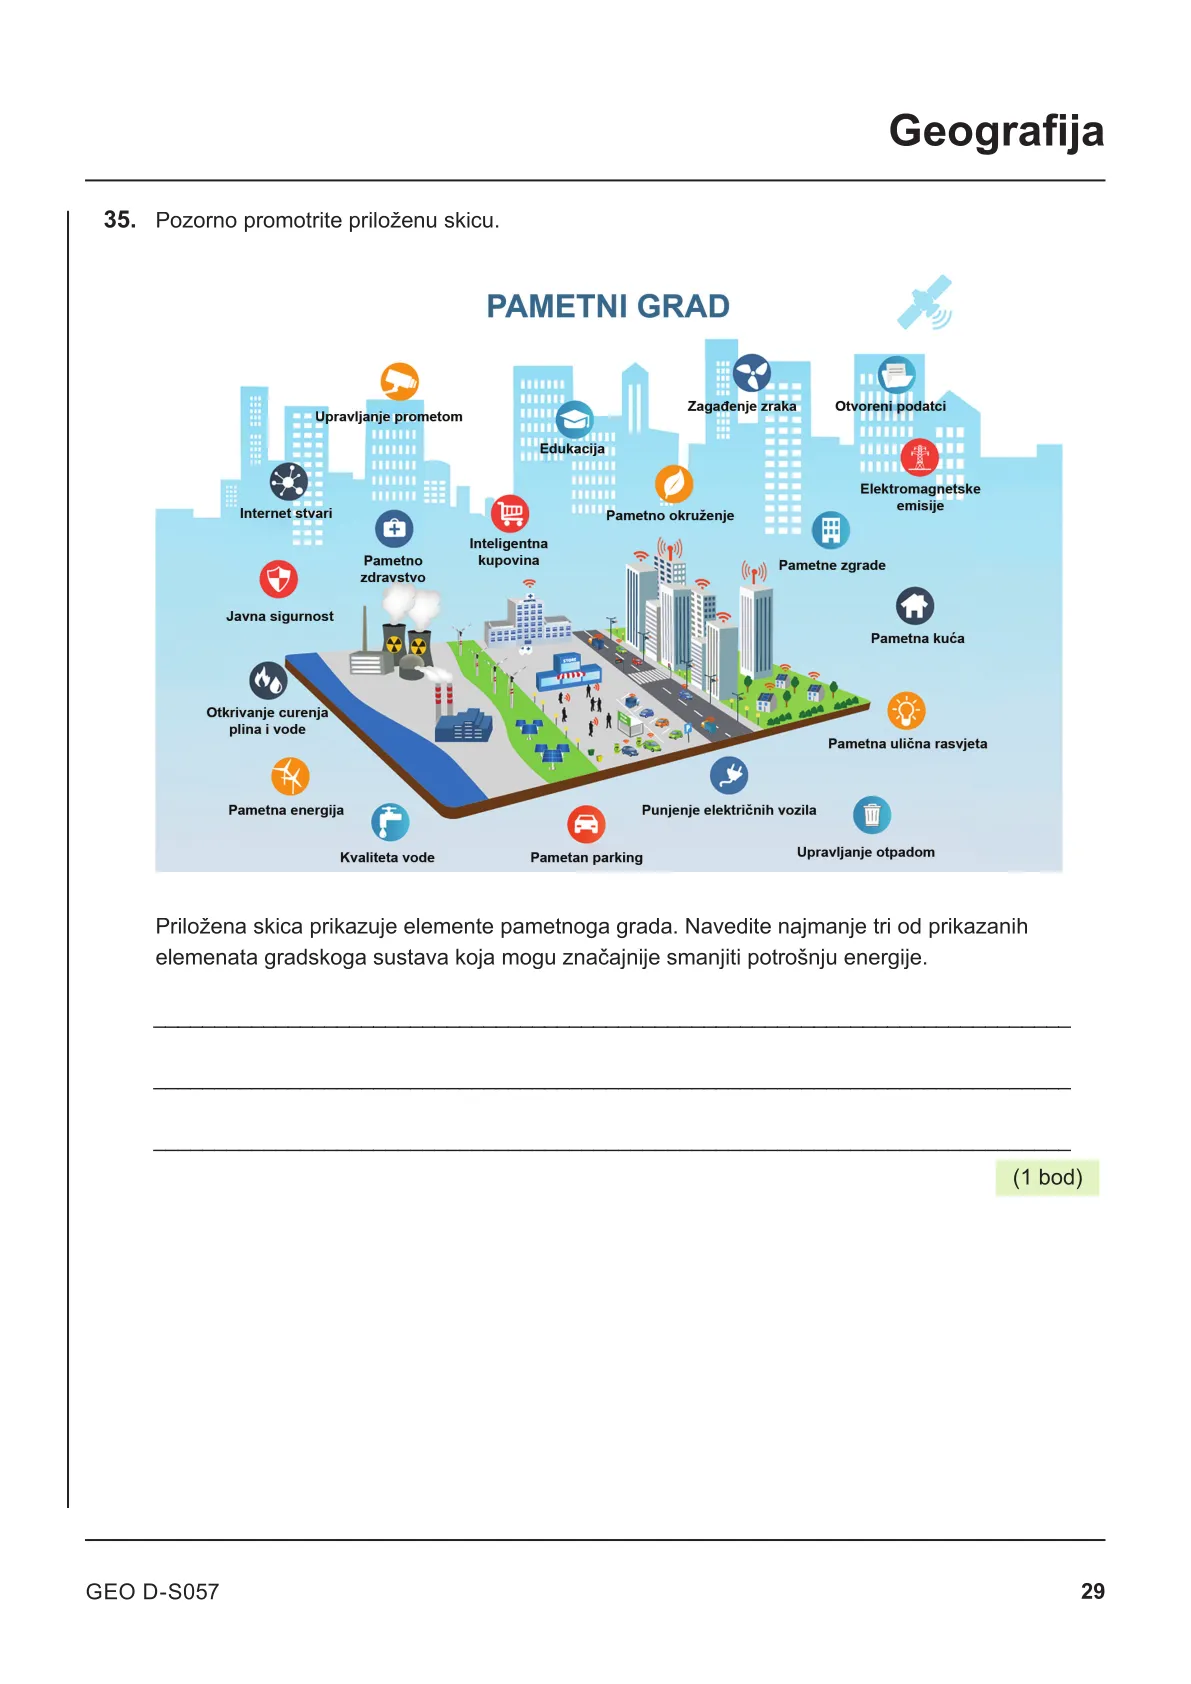 Geografija
35. Pozorno promotrite priloženu skicu.
PAMETNI GRAD
Upravljanje prometom
Edukacija
Zagađenje zraka
Otvoreni podatci
Internet stvari
Pametno
zdravstvo
Inteligentna
kupovina
Pametno okruženje
Elektromagnetske
emisije
Pametne zgrade
Javna sigurnost
Pametna kuća
STORE
Otkrivanje curenja
plina i vode
Pametna ulična rasvjeta
Pametna energija
Kvaliteta vode
Pametan parking
Punjenje električnih vozila
Upravljanje otpadom
Priložena skica prikazuje elemente pametnoga grada. Navedite najmanje tri od prikazanih
elemenata gradskoga sustava koja mogu značajnije smanjiti potrošnju energije.
(1 bod)
GEO D-S057
29